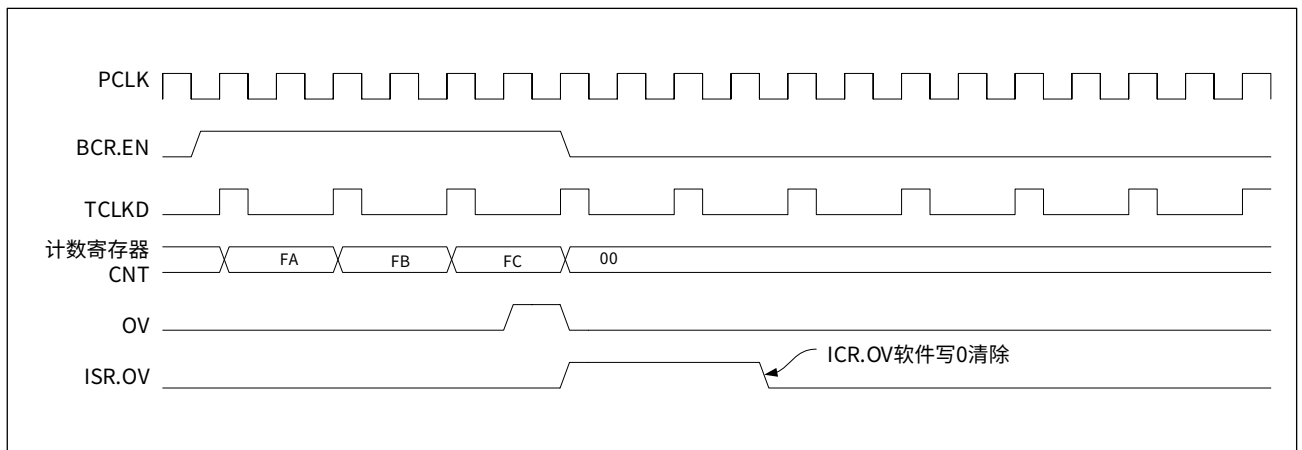 PCLK
BCR.EN
TCLKD
计数寄存器
CNT
FA
FB
FC
00
OV
ISR.OV
ICR.OV软件写0清除